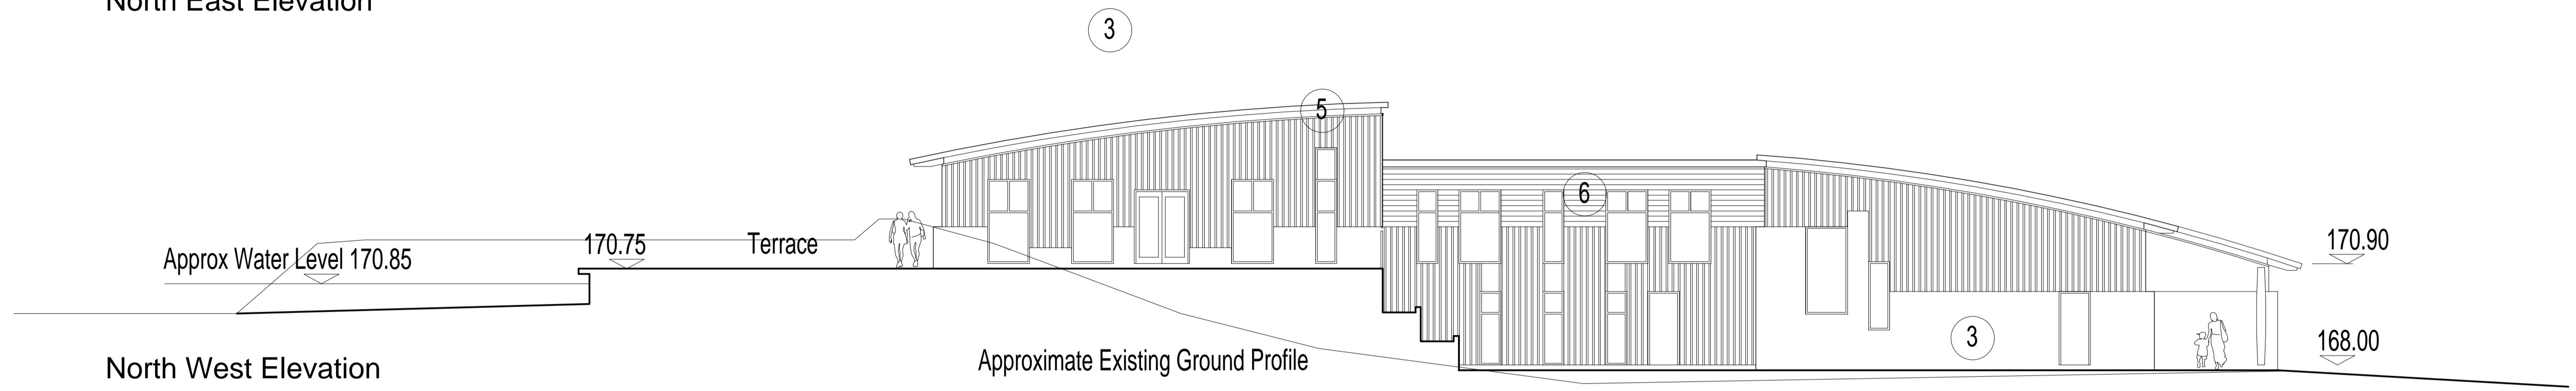 North East Elevation
3
5
6
170.75
Terrace
Approx Water Level 170.85
170.90
3
168.00
Approximate Existing Ground Profile
North West Elevation